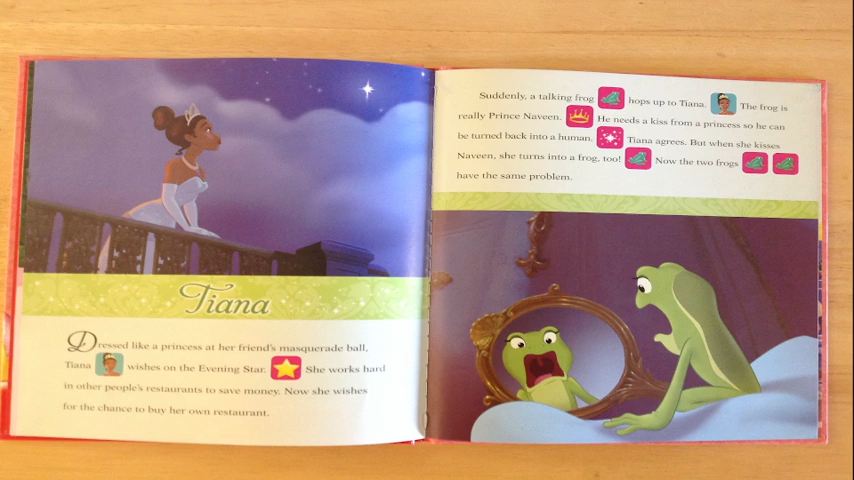 Tiana
Dressed like a princess at her friend's masquerade ball,
Tiana wishes on the Evening Star. She works hard
in other people's restaurants to save money. Now she wishes
for the chance to buy her own restaurant.
Suddenly, a talking frog hops up to Tiana. The frog is
really Prince Naveen. He needs a kiss from a princess so he can
be turned back into a human. Tiana agrees. But when she kisses
Naveen, she turns into a frog, too! Now the two frogs
have the same problem.